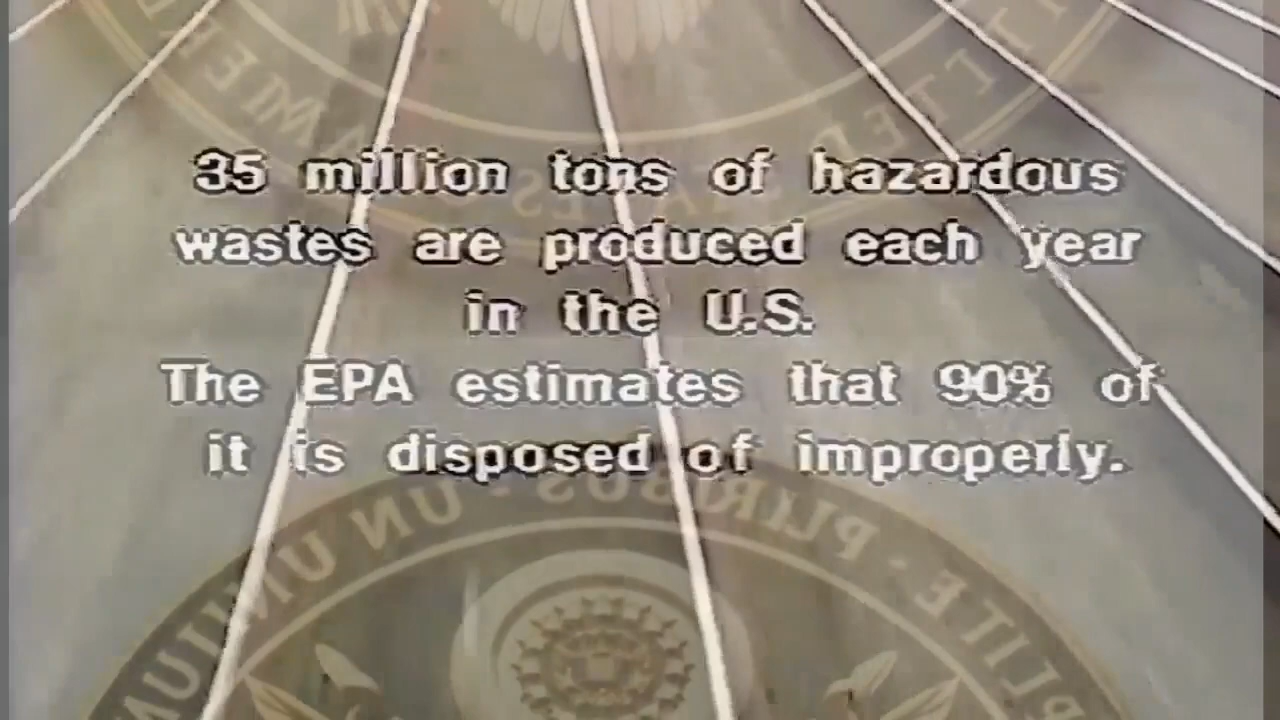 35 million tons of hazardous
wastes are produced each year
in the U.S.
The EPA estimates that 90% of
it is disposed of improperly.